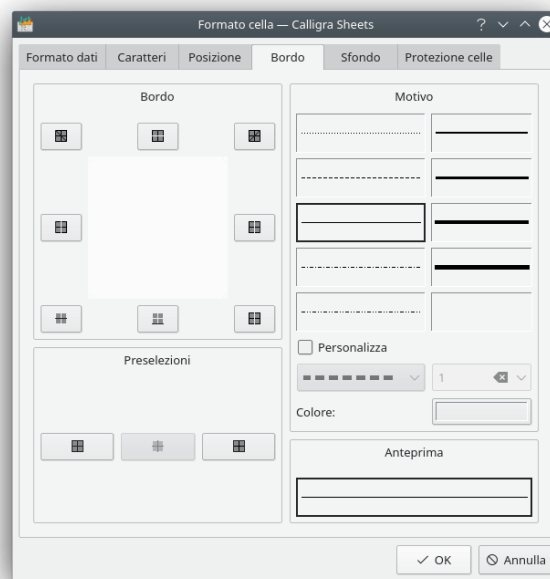 Formato cella — Calligra Sheets
Formato dati Caratteri Posizione Bordo Sfondo Protezione celle
Bordo
Motivo
Personalizza
Preselezioni
1
Colore:
Anteprima
OK Annulla